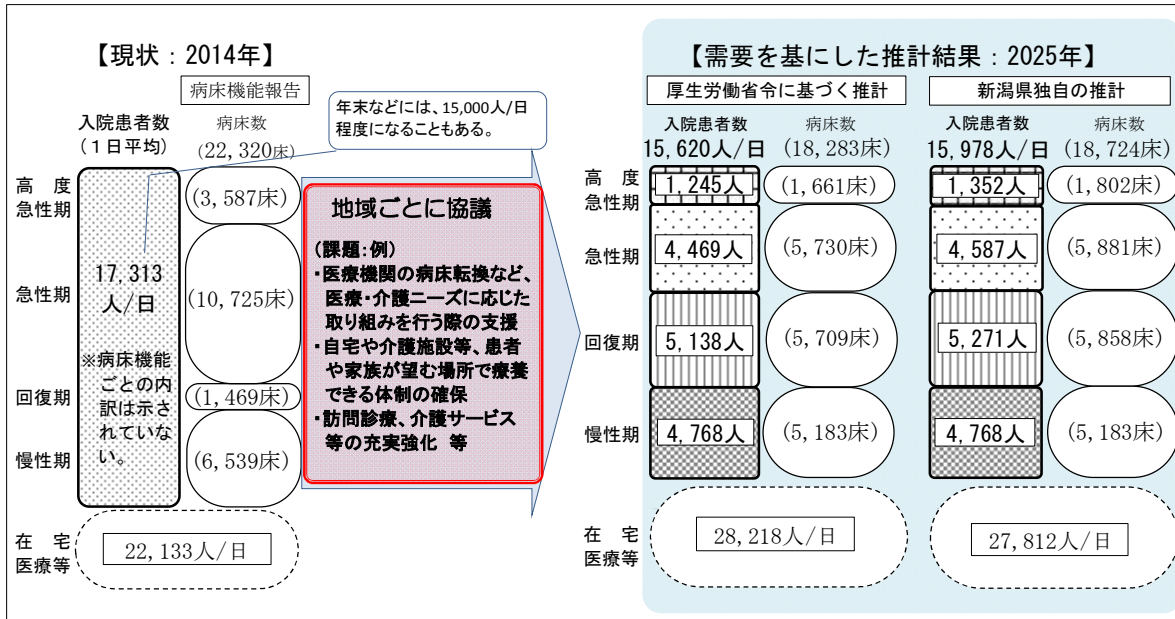 【現状：2014年】
病床機能報告
入院患者数
（１日平均）
病床数
(22,320床)
年末などには、15,000人/日
程度になることもある。
高度
急性期
急性期
回復期
慢性期
在宅
医療等
17,313
人/日
※病床機能
ごとの内
訳は示さ
れていな
い。
(3,587床)
(10,725床)
(1,469床)
(6,539床)
22,133人/日
地域ごとに協議
(課題：例)
・医療機関の病床転換など、
医療・介護ニーズに応じた
取り組みを行う際の支援
・自宅や介護施設等、患者
や家族が望む場所で療養
できる体制の確保
・訪問診療、介護サービス
等の充実強化 等
【需要を基にした推計結果：2025年】
厚生労働省令に基づく推計
入院患者数
15,620人/日
病床数
(18,283床)
高度
急性期
急性期
回復期
慢性期
在宅
医療等
1,245人
(1,661床)
4,469人
(5,730床)
5,138人
(5,709床)
4,768人
(5,183床)
28,218人/日
新潟県独自の推計
入院患者数
15,978人/日
病床数
(18,724床)
1,352人
(1,802床)
4,587人
(5,881床)
5,271人
(5,858床)
4,768人
(5,183床)
27,812人/日